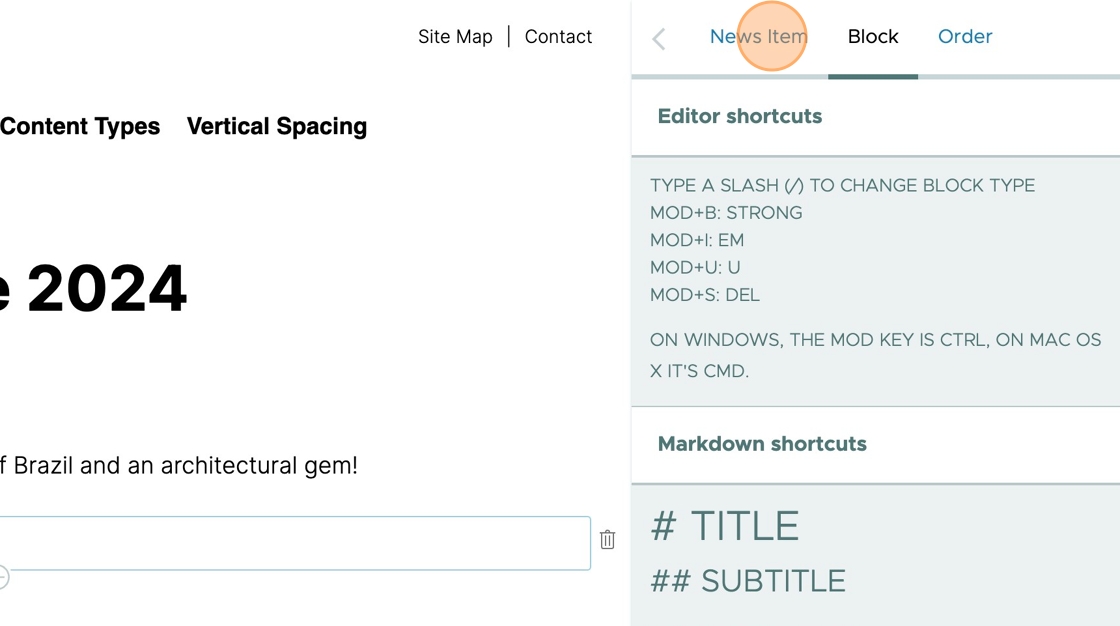 Site Map | Contact
Content Types Vertical Spacing
e 2024
f Brazil and an architectural gem!
News Item Block Order
Editor shortcuts
TYPE A SLASH (/) TO CHANGE BLOCK TYPE
MOD+B: STRONG
MOD+I: EM
MOD+U: U
MOD+S: DEL
ON WINDOWS, THE MOD KEY IS CTRL, ON MAC OS
X IT'S CMD.
Markdown shortcuts
# TITLE
## SUBTITLE